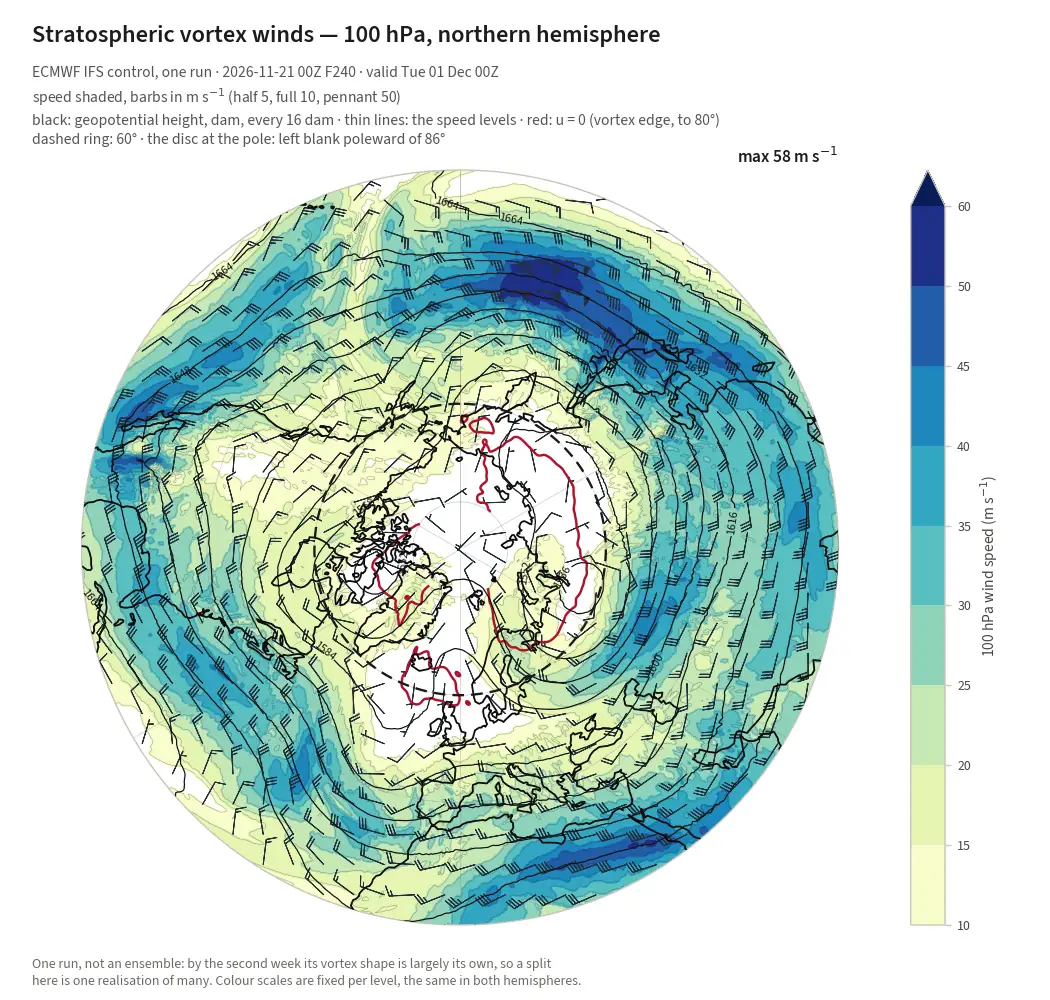 Stratospheric vortex winds — 100 hPa, northern hemisphere
ECMWF IFS control, one run · 2026-11-21 00Z F240 · valid Tue 01 Dec 00Z
speed shaded, barbs in m s⁻¹ (half 5, full 10, pennant 50)
black: geopotential height, dam, every 16 dam · thin lines: the speed levels · red: u = 0 (vortex edge, to 80°)
dashed ring: 60° · the disc at the pole: left blank poleward of 86°
max 58 m s⁻¹
1664
1664
1664
1648
1616
1584
1600
60
50
45
40
35
30
25
20
15
10
100 hPa wind speed (m s⁻¹)
One run, not an ensemble: by the second week its vortex shape is largely its own, so a split
here is one realisation of many. Colour scales are fixed per level, the same in both hemispheres.